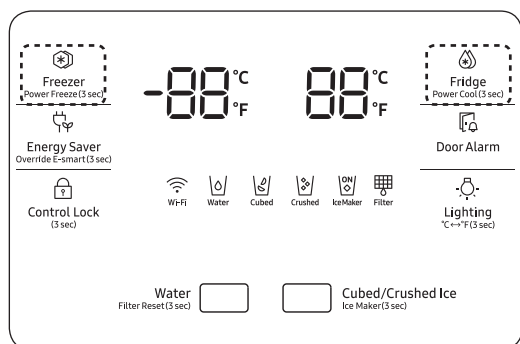 Freezer
Power Freeze (3 sec)
Energy Saver
Override E-smart (3 sec)
Control Lock
(3 sec)
-88 °C °F
88 °C °F
Fridge
Power Cool (3 sec)
Door Alarm
Lighting
°C↔°F (3 sec)
Wi-Fi
Water
Cubed
Crushed
ON
Ice Maker
Filter
Water
Filter Reset (3 sec)
Cubed/Crushed Ice
Ice Maker (3 sec)